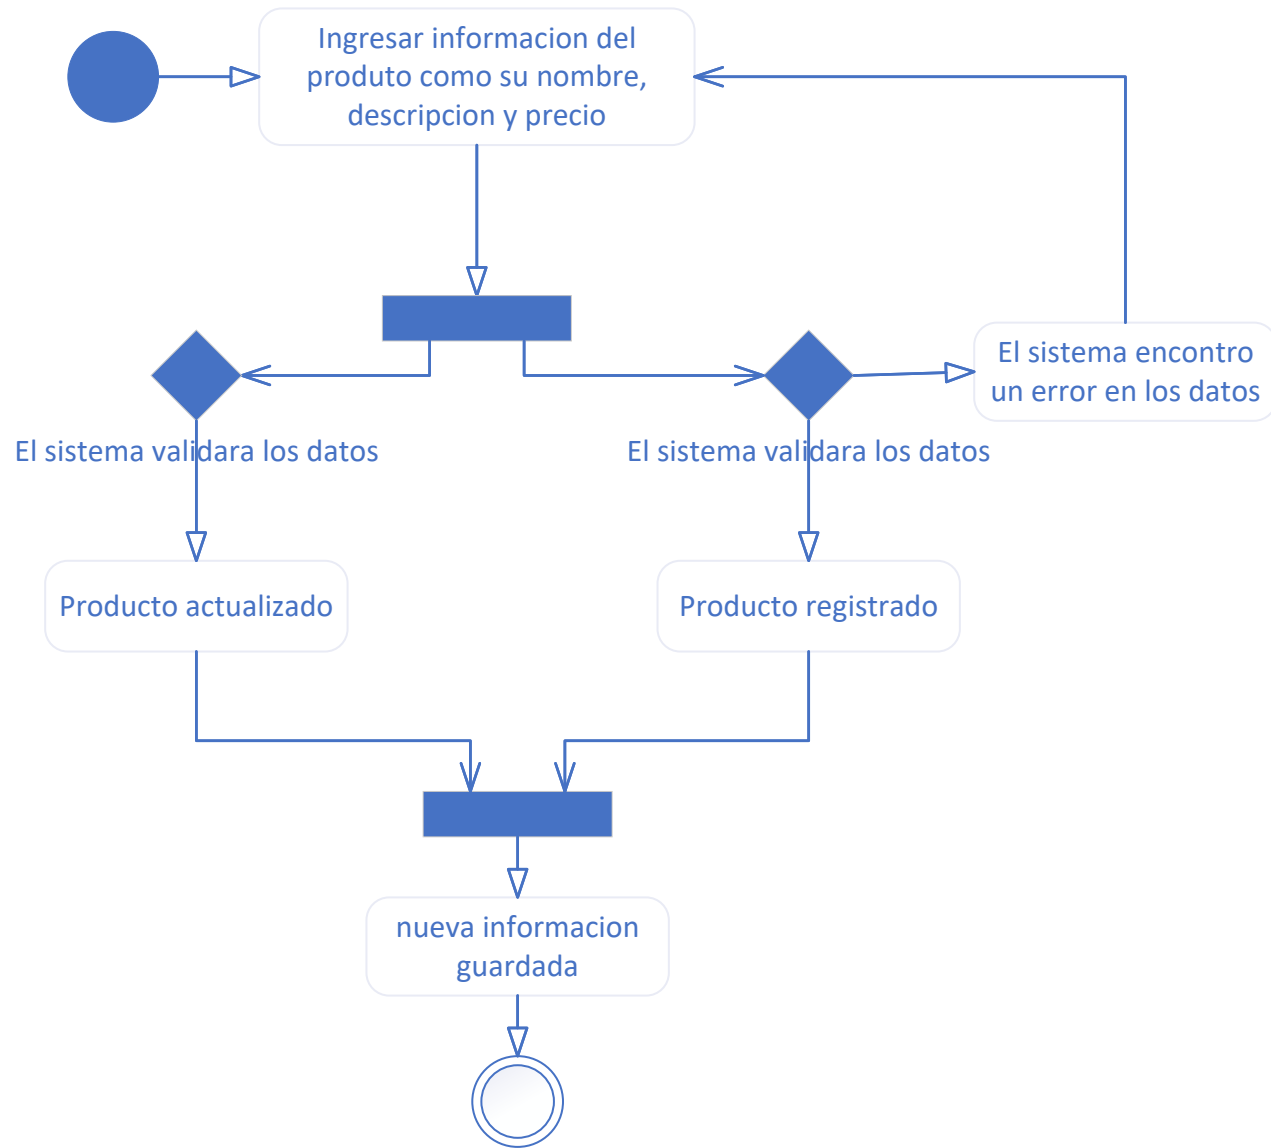 Ingresar informacion del
produto como su nombre,
descripcion y precio
El sistema encontro
un error en los datos
El sistema validara los datos
El sistema validara los datos
Producto actualizado
Producto registrado
nueva informacion
guardada